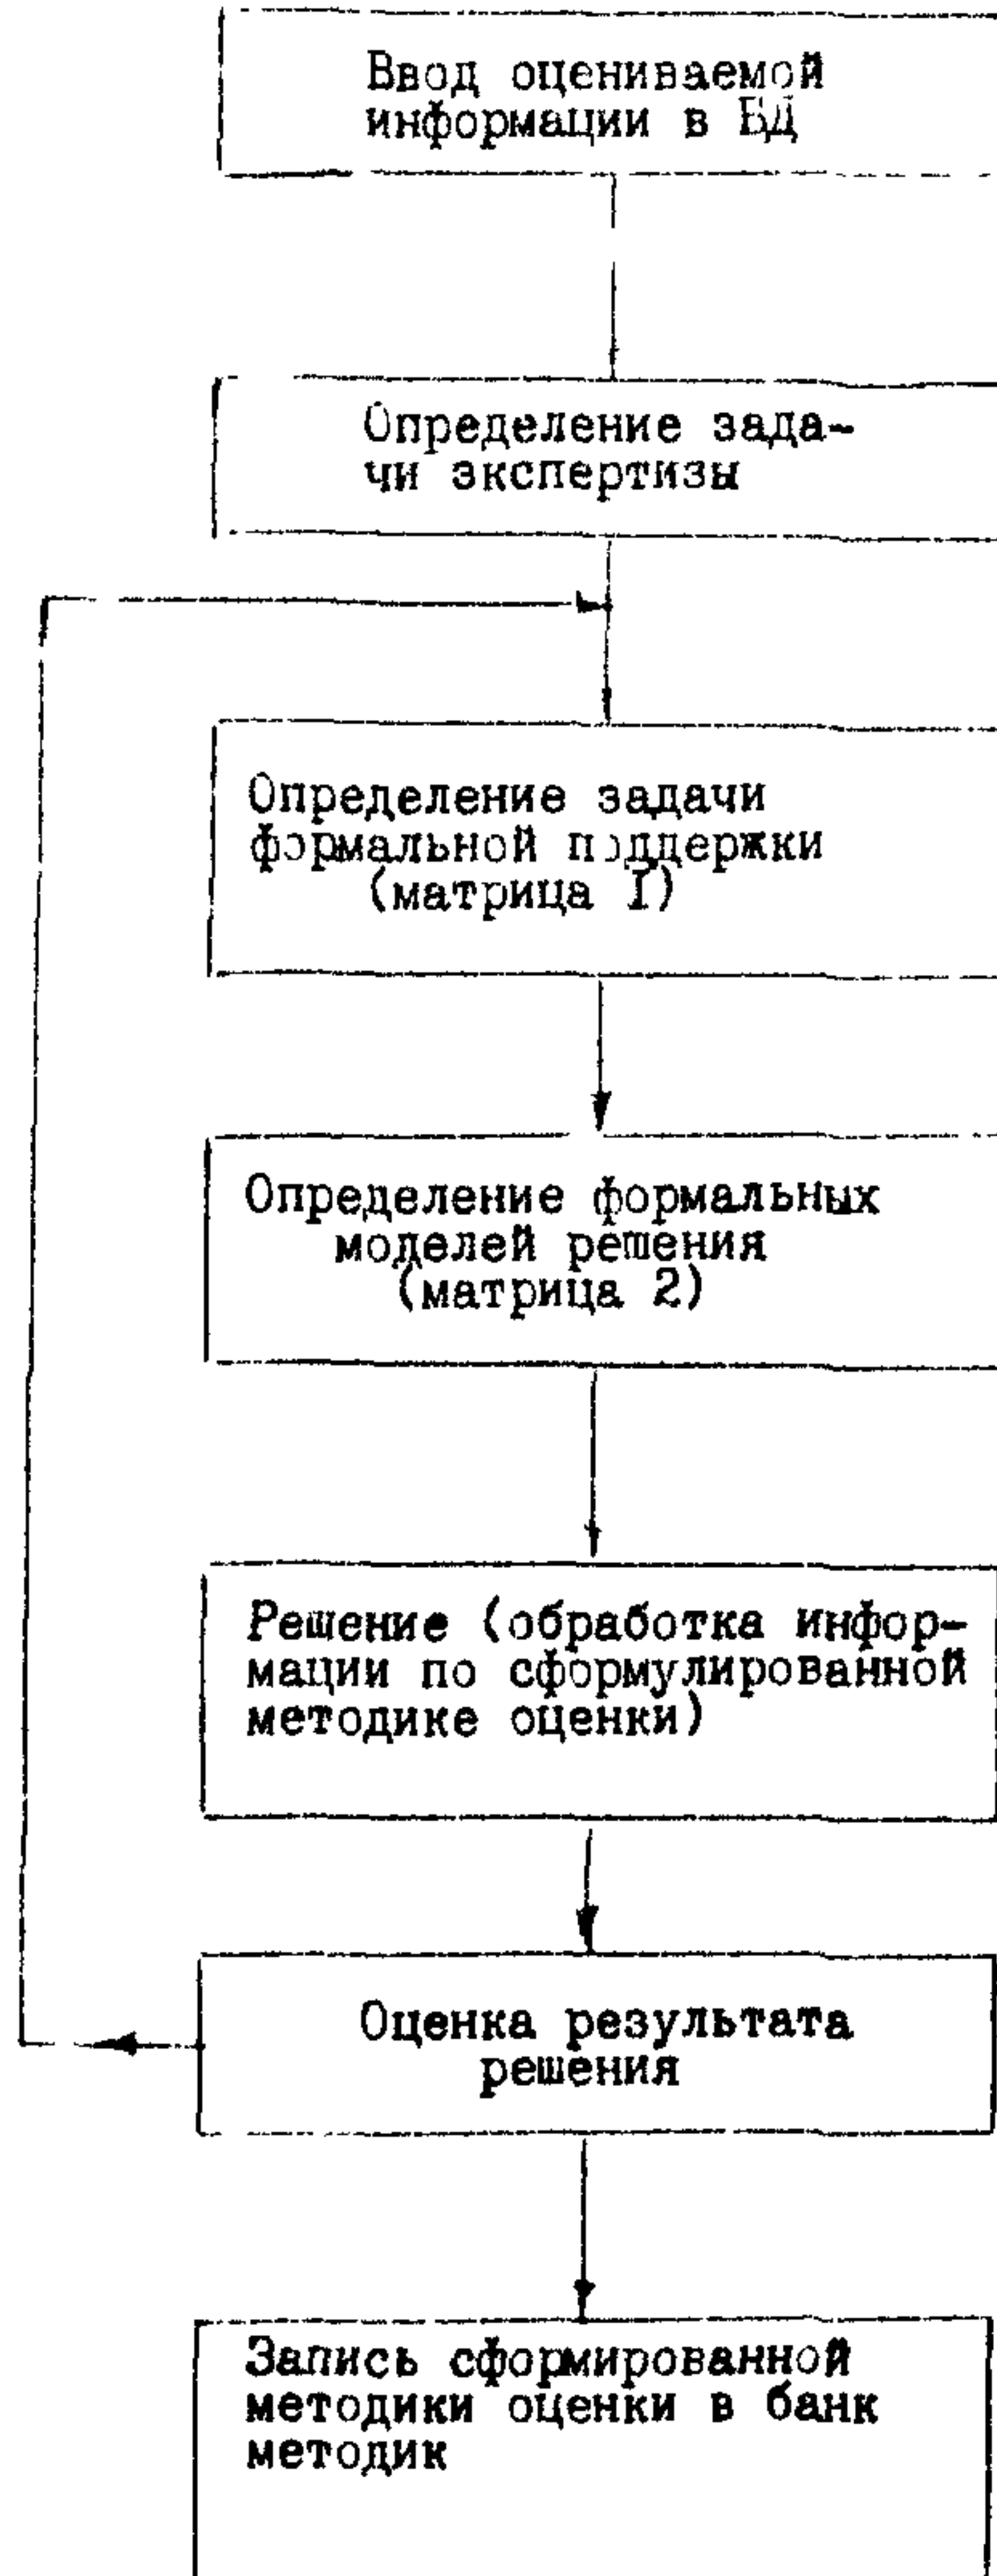 Ввод оцениваемой
информации в БД
Определение зада-
чи экспертизы
Определение задачи
формальной поддержки
(матрица I)
Определение формальных
моделей решения
(матрица 2)
Решение (обработка инфор-
мации по сформулированной
методике оценки)
Оценка результата
решения
Запись сформированной
методики оценки в банк
методик